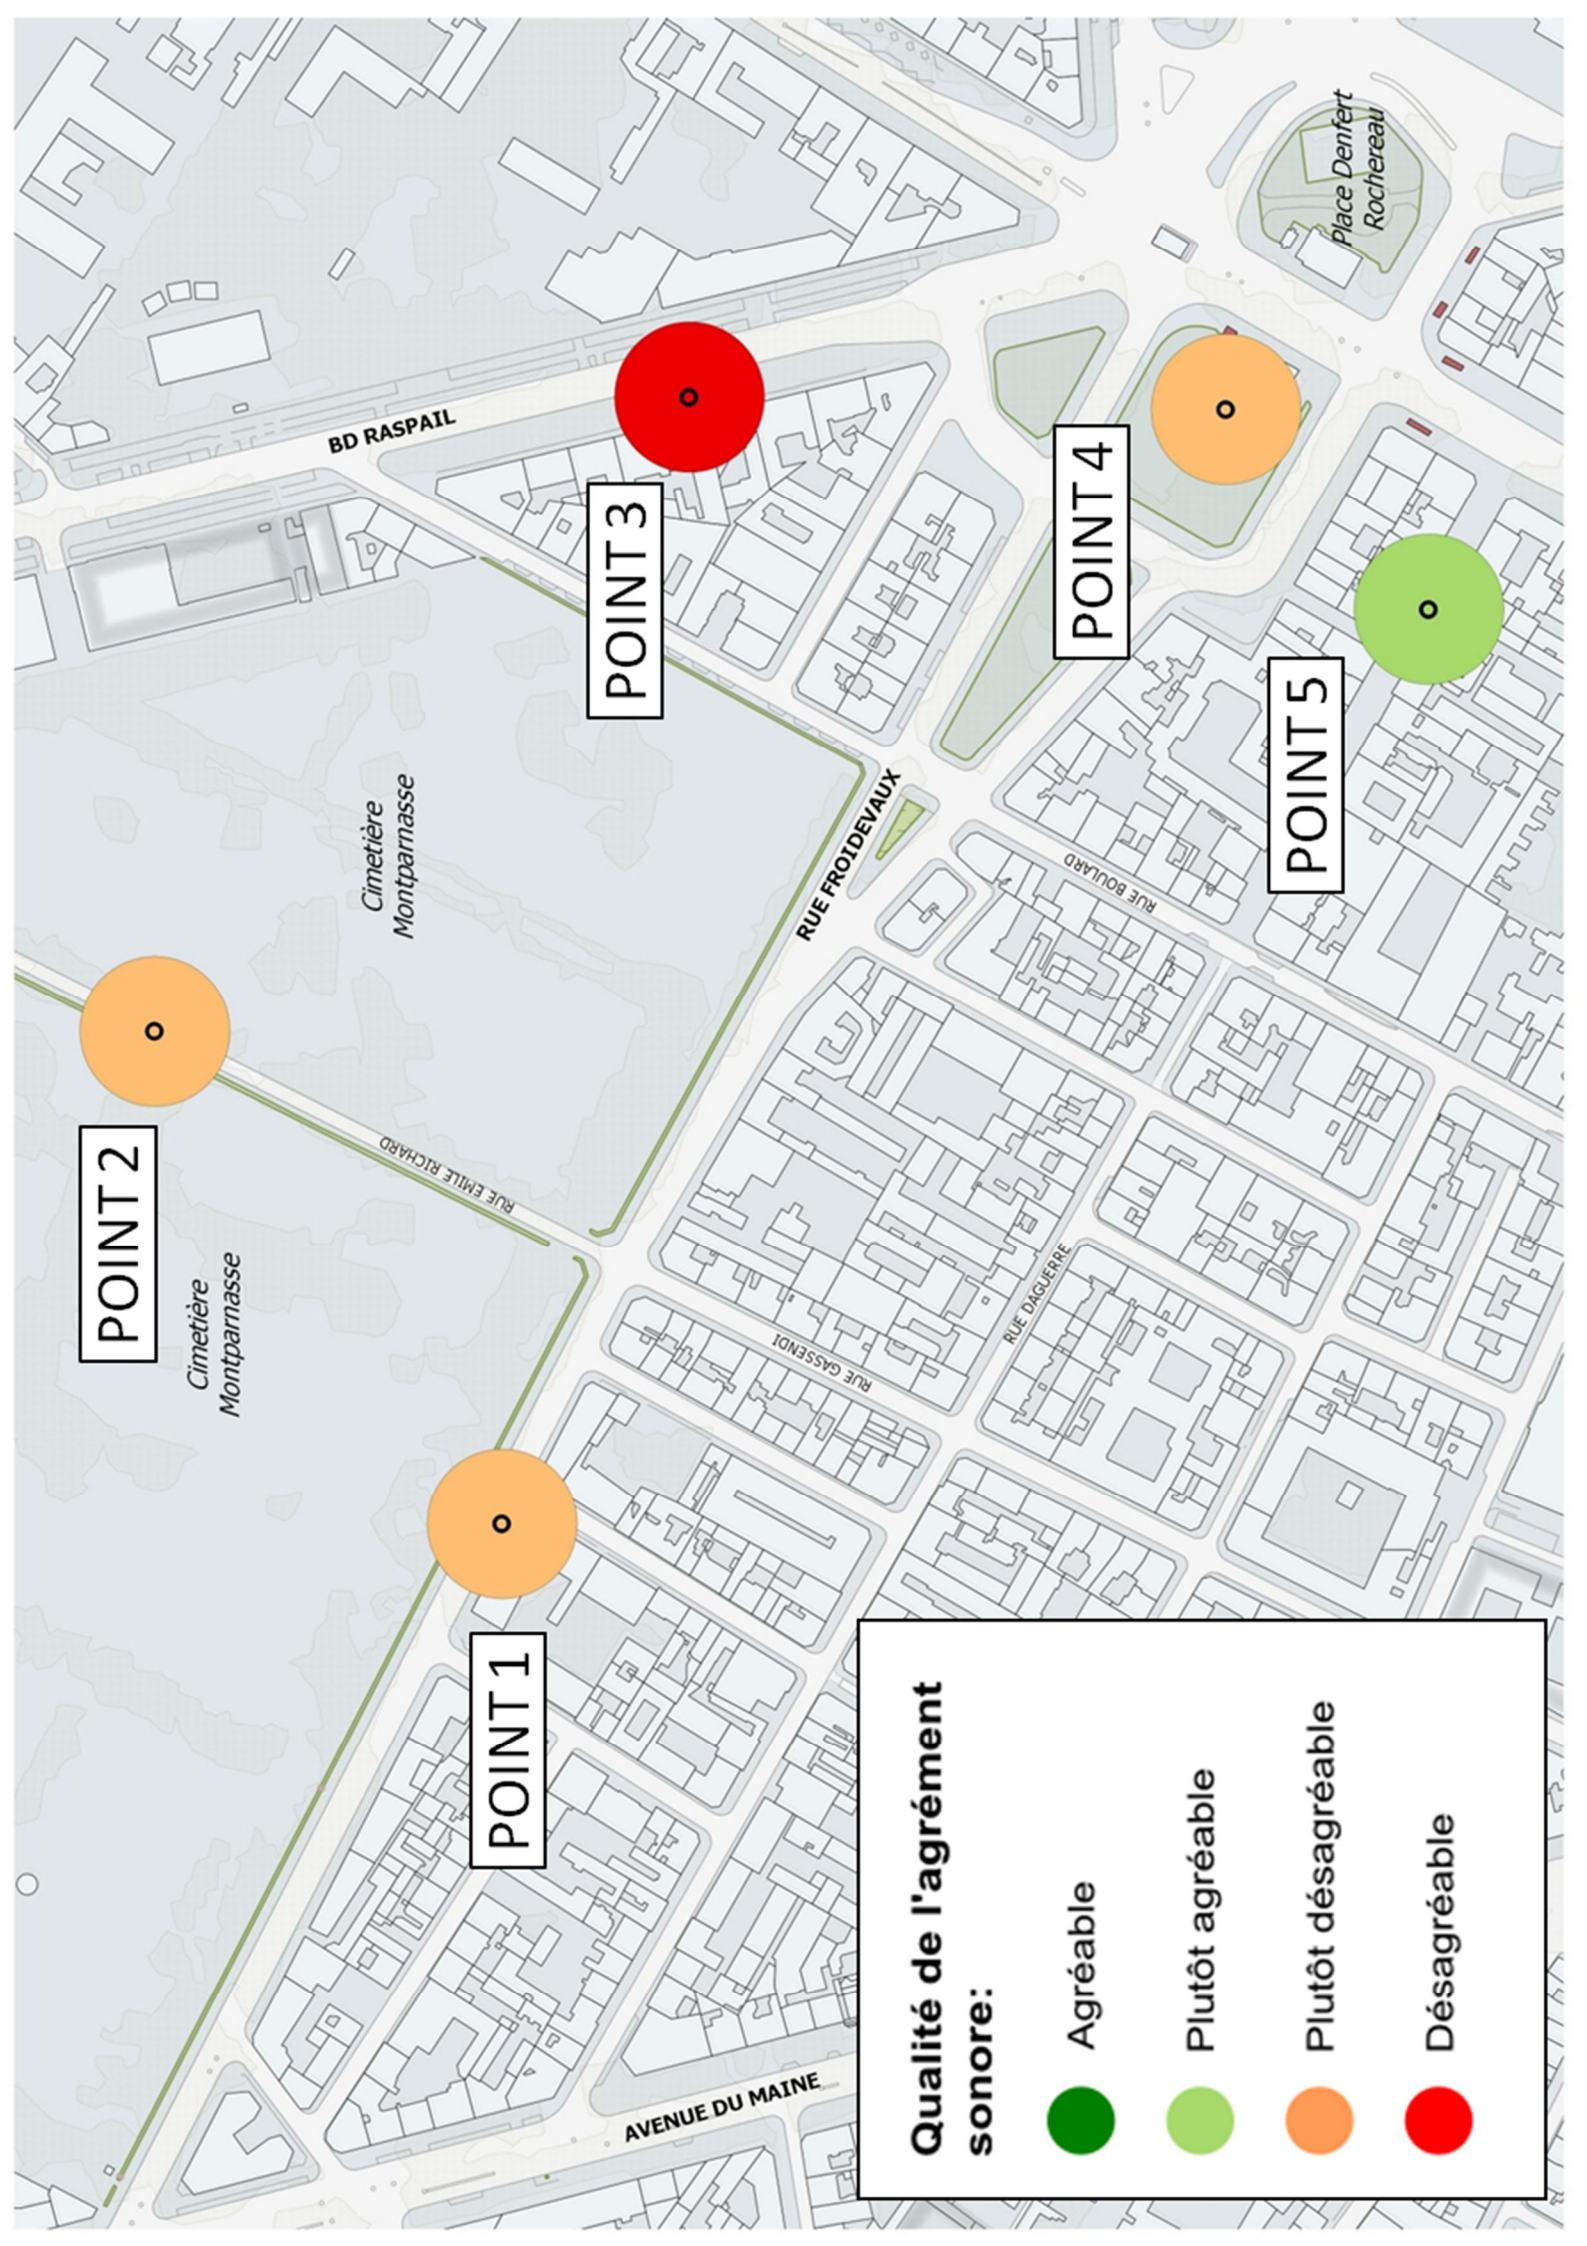 Cimetière
Montparnasse
POINT 2
RUE EMILE RICHARD
Cimetière
Montparnasse
BD RASPAIL
POINT 1
POINT 3
RUE FROIDEVAUX
RUE GASSENDI
AVENUE DU MAINE
RUE DAGUERRE
RUE BOULARD
POINT 4
POINT 5
Place Denfert
Rochereau
Qualité de l'agrément
sonore:
Agréable
Plutôt agréable
Plutôt désagréable
Désagréable